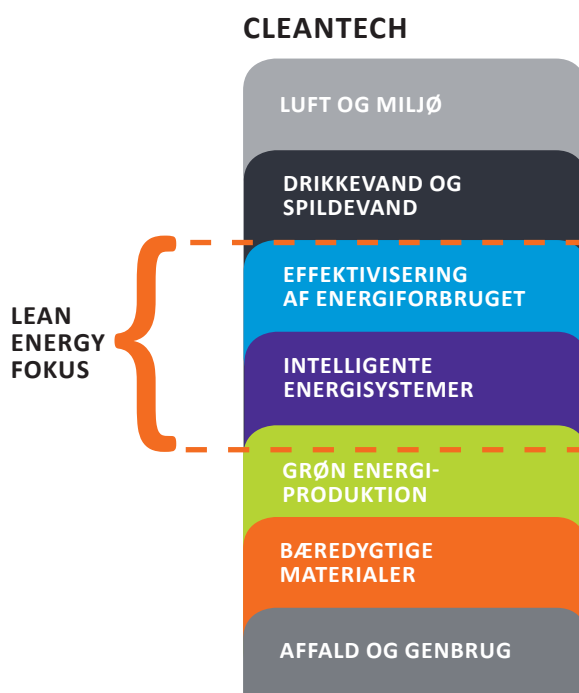 CLEANTECH
LUFT OG MILJØ
DRIKKEVAND OG
SPILDEVAND
EFFEKTIVISERING
AF ENERGIFORBRUGET
LEAN
ENERGY
FOKUS
INTELLIGENTE
ENERGISYSTEMER
GRØN ENERGI-
PRODUKTION
BÆREDYGTIGE
MATERIALER
AFFALD OG GENBRUG